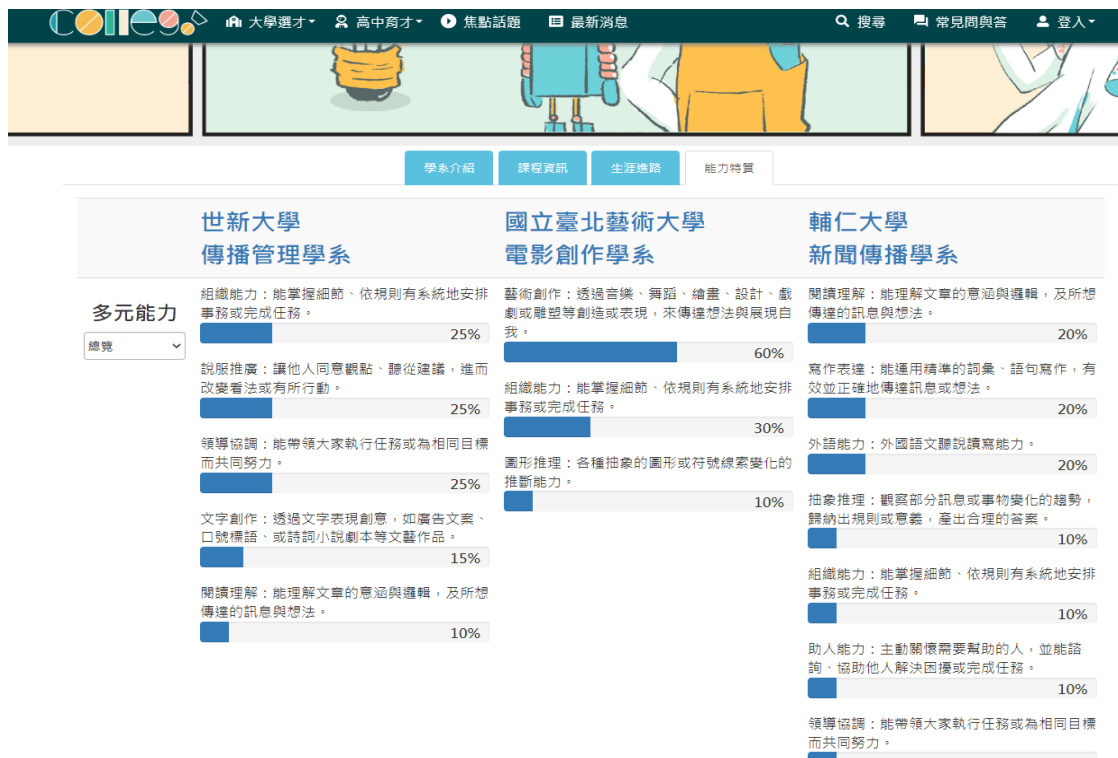 Colleg.
大學選才
高中育才
焦點話題
最新消息
搜尋
常見問與答
登入
學系介紹
課程資訊
生涯進路
能力特質
世新大學
傳播管理學系
國立臺北藝術大學
電影創作學系
輔仁大學
新聞傳播學系
多元能力
總覽
組織能力：能掌握細節、依規則有系統地安排
事務或完成任務。
25%
說服推廣：讓他人同意觀點、聽從建議，進而
改變看法或有所行動。
25%
領導協調：能帶領大家執行任務或為相同目標
而共同努力。
25%
文字創作：透過文字表現創意，如廣告文案、
口號標語、或詩詞小說劇本等文藝作品。
15%
閱讀理解：能理解文章的意涵與邏輯，及所想
傳達的訊息與想法。
10%
藝術創作：透過音樂、舞蹈、繪畫、設計、戲
劇或雕塑等創造或表現，來傳達想法與展現自
我。
60%
組織能力：能掌握細節、依規則有系統地安排
事務或完成任務。
30%
圖形推理：各種抽象的圖形或符號線索變化的
推斷能力。
10%
閱讀理解：能理解文章的意涵與邏輯，及所想
傳達的訊息與想法。
20%
寫作表達：能運用精準的詞彙、語句寫作，有
效並正確地傳達訊息或想法。
20%
外語能力：外國語文聽說讀寫能力。
20%
抽象推理：觀察部分訊息或事物變化的趨勢，
歸納出規則或意義，產出合理的答案。
10%
組織能力：能掌握細節、依規則有系統地安排
事務或完成任務。
10%
助人能力：主動關懷需要幫助的人，並能諮
詢、協助他人解決困擾或完成任務。
10%
領導協調：能帶領大家執行任務或為相同目標
而共同努力。